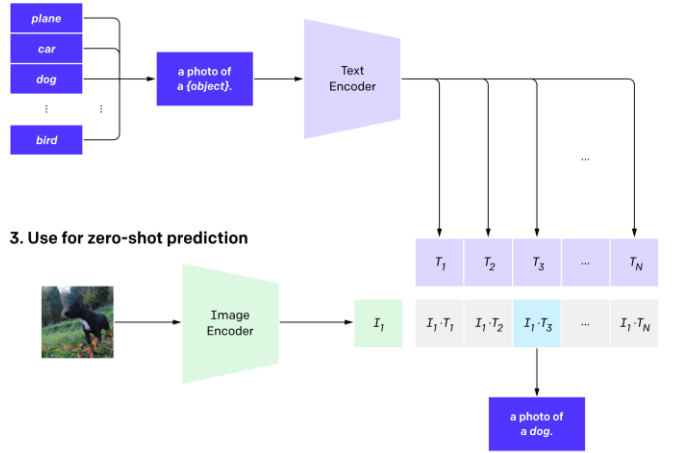 plane
car
dog
⋮ ⋮
bird
a photo of
a {object}.
Text
Encoder
...
3. Use for zero-shot prediction
T1 T2 T3 ... TN
Image
Encoder
I1
I1·T1 I1·T2 I1·T3 ... I1·TN
a photo of
a dog.